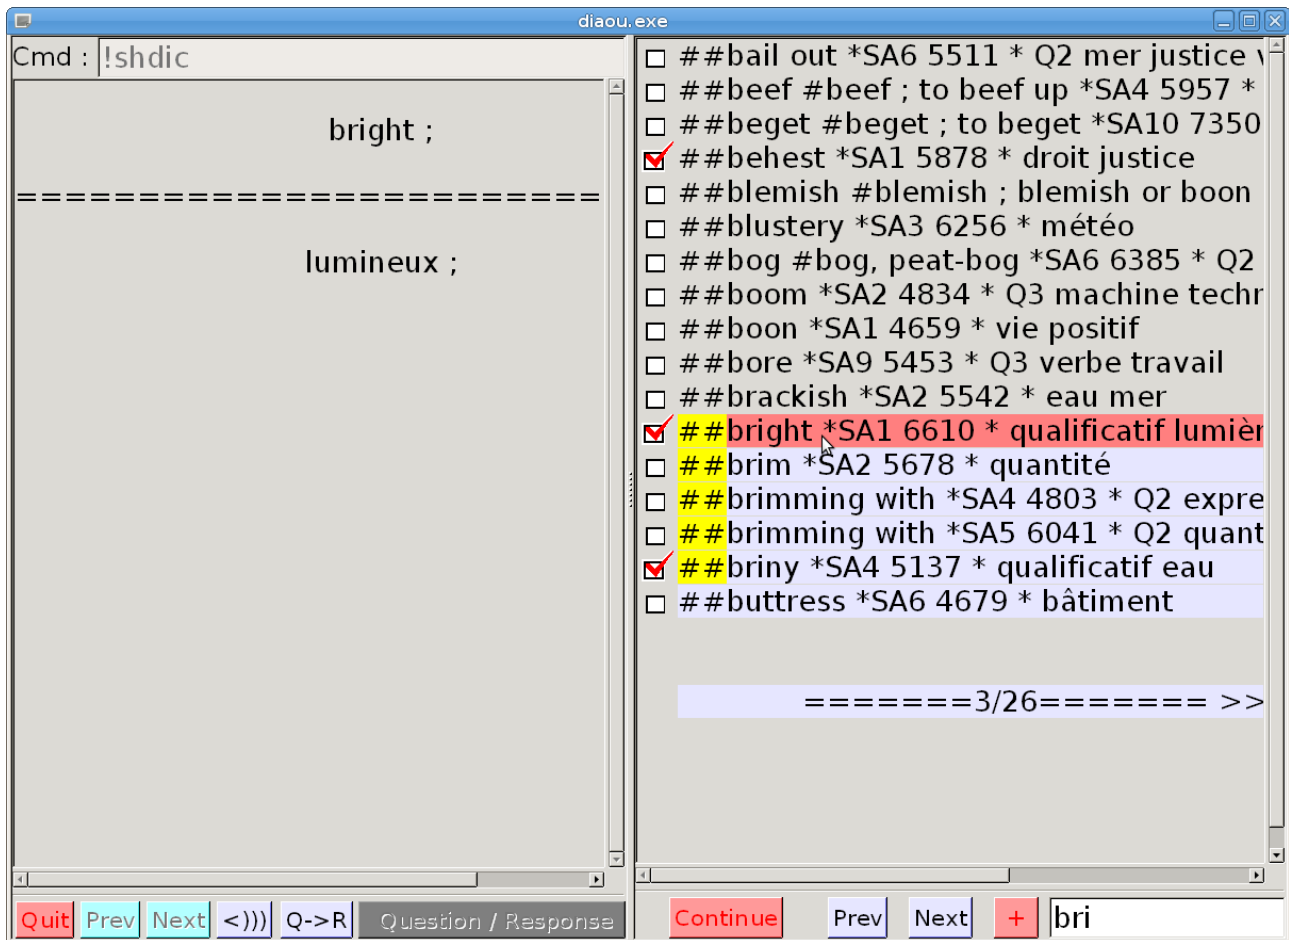 diaou.exe
Cmd : !shdic
bright ;
=========================
lumineux ;
Quit Prev Next <))) Q->R Question / Response
##bail out *SA6 5511 * Q2 mer justice
##beef #beef ; to beef up *SA4 5957 *
##beget #beget ; to beget *SA10 7350
##behest *SA1 5878 * droit justice
##blemish #blemish ; blemish or boon
##blustery *SA3 6256 * météo
##bog #bog, peat-bog *SA6 6385 * Q2
##boom *SA2 4834 * Q3 machine techn
##boon *SA1 4659 * vie positif
##bore *SA9 5453 * Q3 verbe travail
##brackish *SA2 5542 * eau mer
##bright *SA1 6610 * qualificatif lumièr
##brim *SA2 5678 * quantité
##brimming with *SA4 4803 * Q2 expre
##brimming with *SA5 6041 * Q2 quant
##briny *SA4 5137 * qualificatif eau
##buttress *SA6 4679 * bâtiment
=======3/26======= >>
Continue Prev Next + bri